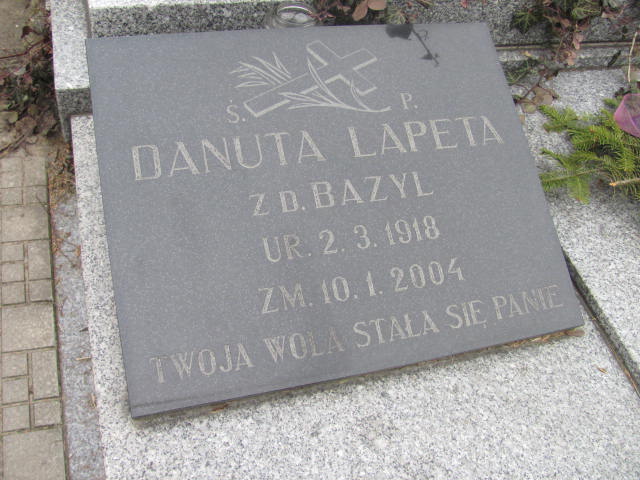 Ś. P.
DANUTA LAPETA
Z D. BAZYL
UR. 2. 3. 1918
ZM. 10. 1. 2004
TWOJA WOLA STAŁA SIĘ PANIE